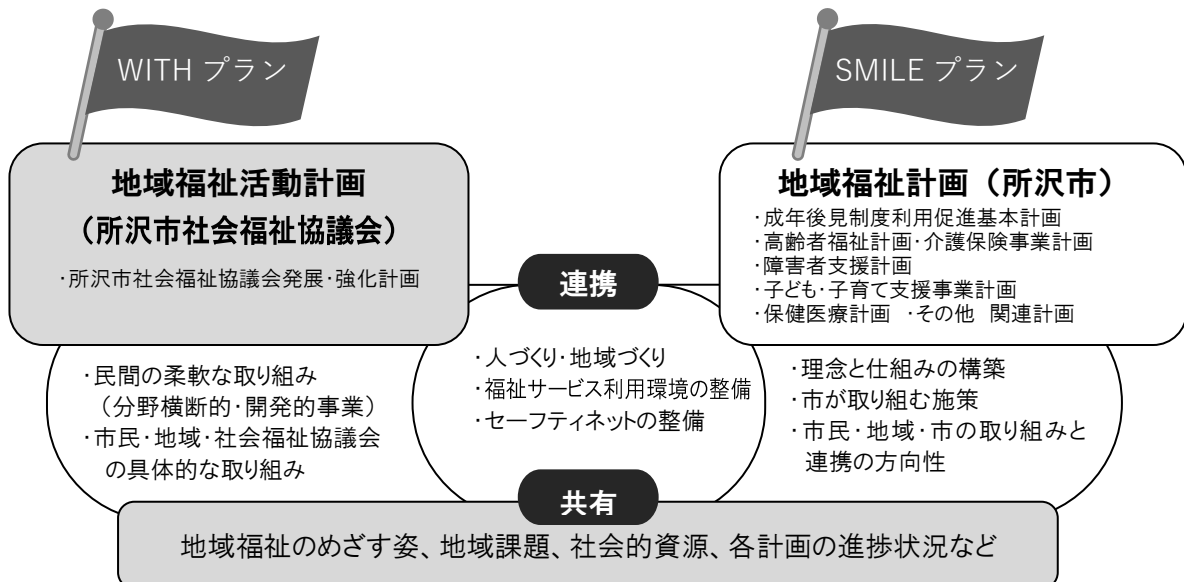 WITH プラン
地域福祉活動計画
（所沢市社会福祉協議会）
・所沢市社会福祉協議会発展・強化計画
SMILE プラン
地域福祉計画（所沢市）
・成年後見制度利用促進基本計画
・高齢者福祉計画・介護保険事業計画
・障害者支援計画
・子ども・子育て支援事業計画
・保健医療計画　・その他　関連計画
連携
・民間の柔軟な取り組み
（分野横断的・開発的事業）
・市民・地域・社会福祉協議会
の具体的な取り組み
・人づくり・地域づくり
・福祉サービス利用環境の整備
・セーフティネットの整備
・理念と仕組みの構築
・市が取り組む施策
・市民・地域・市の取り組みと
連携の方向性
共有
地域福祉のめざす姿、地域課題、社会的資源、各計画の進捗状況など